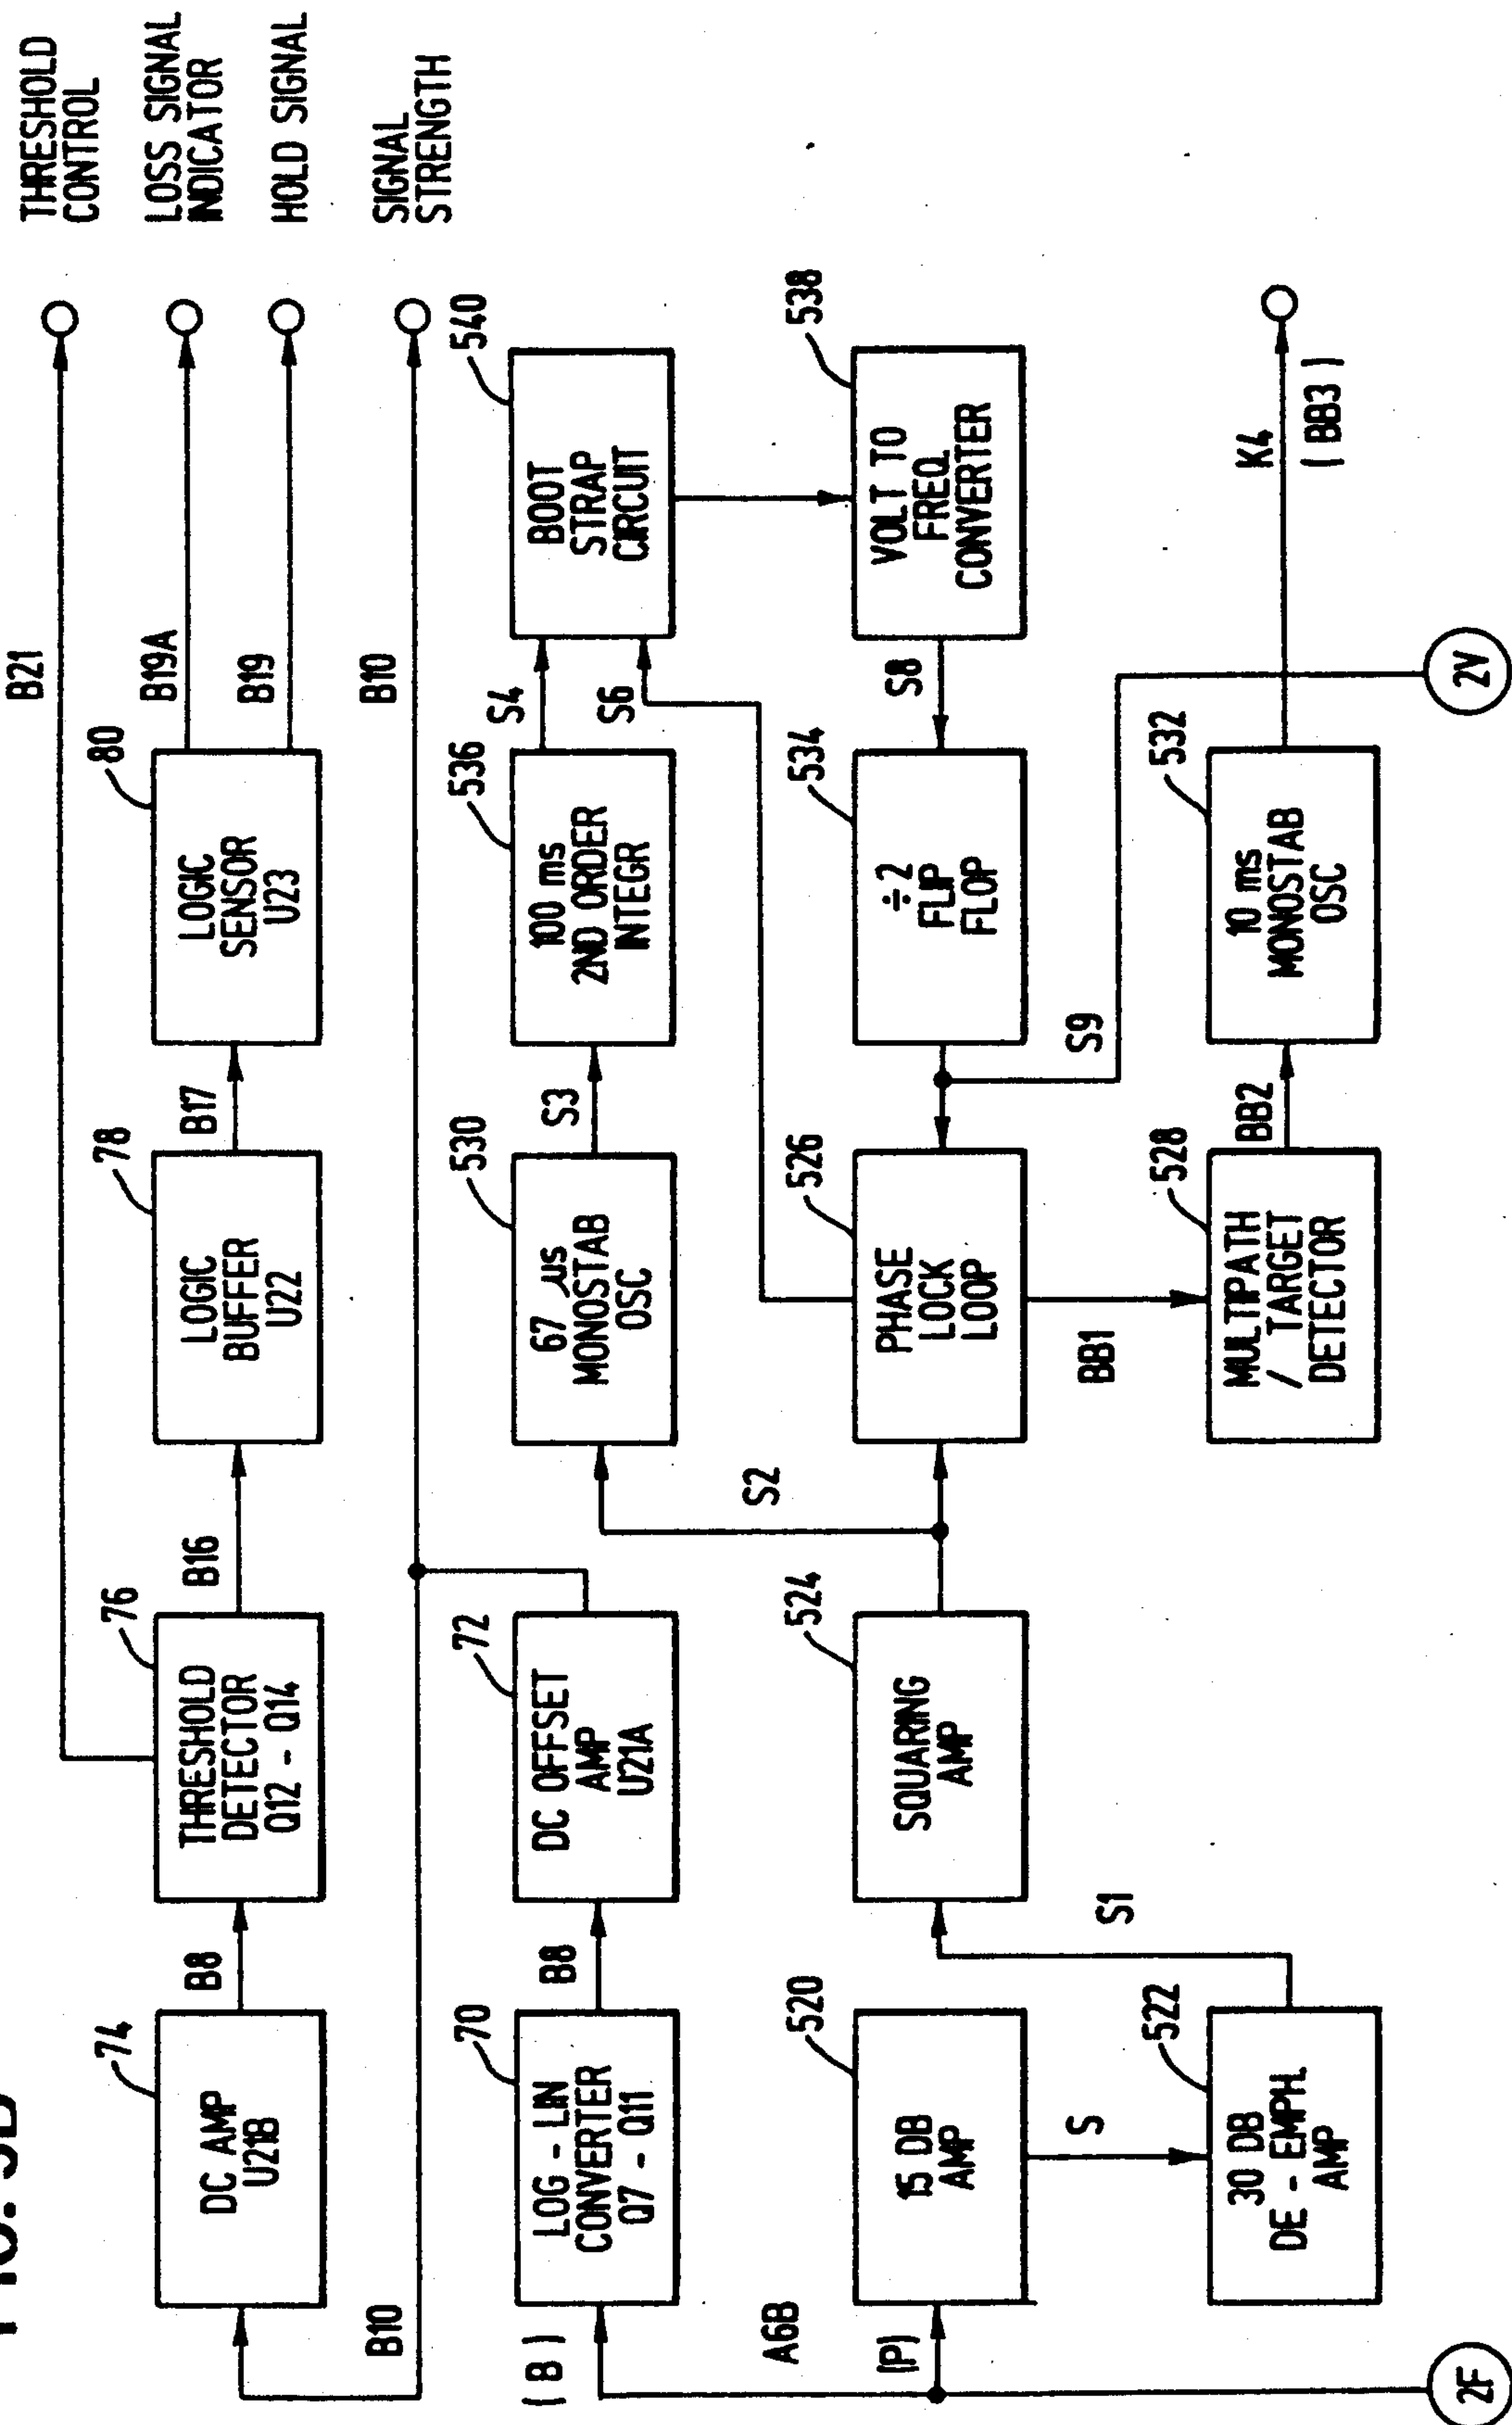 FIG.
74
DC AMP
U21B
B8
76
THRESHOLD
DETECTOR
Q12 - Q14
B16
78
LOGIC
BUFFER
U22
B17
80
LOGIC
SENSOR
U23
B21
B19A
B19
B10
THRESHOLD
CONTROL
LOSS SIGNAL
INDICATOR
HOLD SIGNAL
SIGNAL
STRENGTH
B10
( B )
70
LOG - LIN
CONVERTER
Q7 - Q11
B8
72
DC OFFSET
AMP
U21A
530
67 µs
MONOSTAB
OSC
S3
536
100 ms
2ND ORDER
INTEGR
S4
S6
540
BOOT
STRAP
CIRCUIT
A6B
(P)
520
15 DB
AMP
S
524
SQUARING
AMP
S2
526
PHASE
LOCK
LOOP
534
÷2
FLIP
FLOP
S8
538
VOLT TO
FREQ
CONVERTER
S1
BB1
S9
2F
522
30 DB
DE - EMPH.
AMP
528
MULTIPATH
/ TARGET
DETECTOR
BB2
532
10 ms
MONOSTAB
OSC
K4
( BB3 )
2V